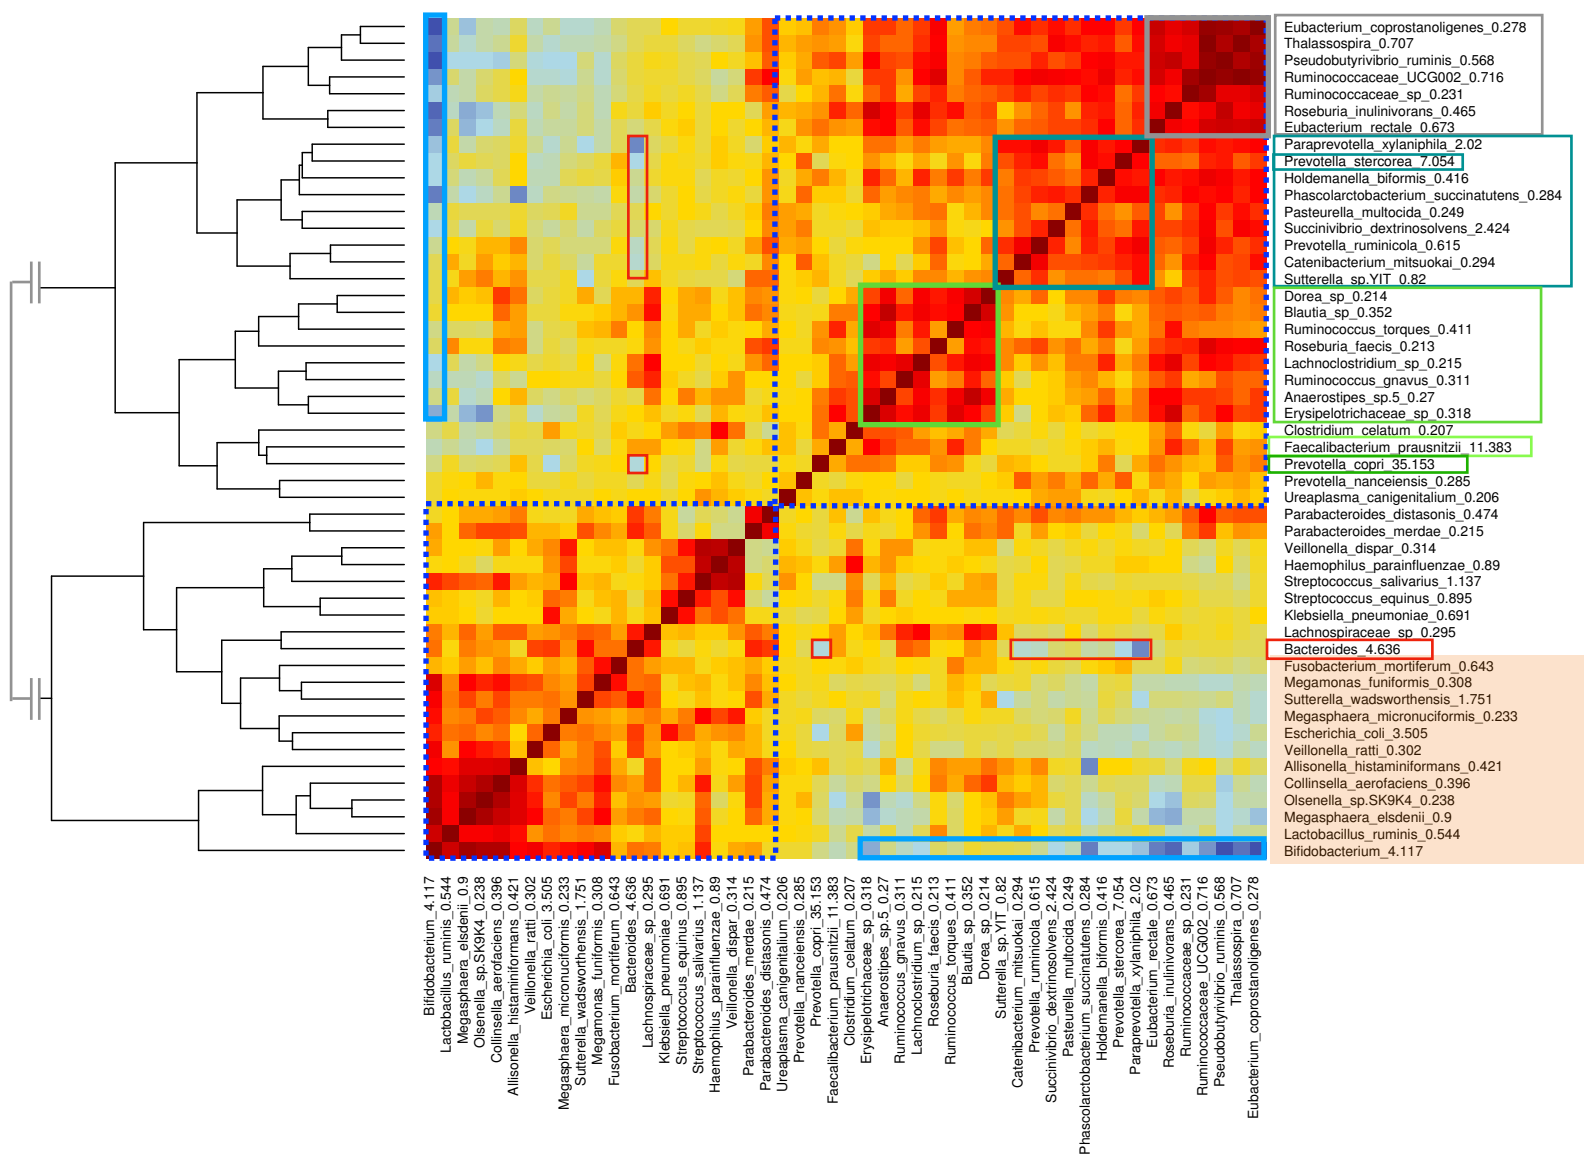 Eubacterium_coprostanoligenes_0.278
Thalassospira_0.707
Pseudobutyrivibrio_ruminis_0.568
Ruminococcaceae_UCG002_0.716
Ruminococcaceae_sp_0.231
Roseburia_inulinivorans_0.465
Eubacterium_rectale_0.673
Paraprevotella_xylaniphila_2.02
Prevotella_stercorea_7.054
Holdemanella_biformis_0.416
Phascolarctobacterium_succinatutens_0.284
Pasteurella_multocida_0.249
Succinivibrio_dextrinosolvens_2.424
Prevotella_ruminicola_0.615
Catenibacterium_mitsuokai_0.294
Sutterella_sp.YIT_0.82
Dorea_sp_0.214
Blautia_sp_0.352
Ruminococcus_torques_0.411
Roseburia_faecis_0.213
Lachnoclostridium_sp_0.215
Ruminococcus_gnavus_0.311
Anaerostipes_sp.5_0.27
Erysipelotrichaceae_sp_0.318
Clostridium_celatum_0.207
Faecalibacterium_prausnitzii_11.383
Prevotella_copri_35.153
Prevotella_nanceiensis_0.285
Ureaplasma_canigenitalium_0.206
Parabacteroides_distasonis_0.474
Parabacteroides_merdae_0.215
Veillonella_dispar_0.314
Haemophilus_parainfluenzae_0.89
Streptococcus_salivarius_1.137
Streptococcus_equinus_0.895
Klebsiella_pneumoniae_0.691
Lachnospiraceae_sp_0.295
Bacteroides_4.636
Fusobacterium_mortiferum_0.643
Megamonas_funiformis_0.308
Sutterella_wadsworthensis_1.751
Megasphaera_micronuciformis_0.233
Escherichia_coli_3.505
Veillonella_ratti_0.302
Allisonella_histaminiformans_0.421
Collinsella_aerofaciens_0.396
Olsenella_sp.SK9K4_0.238
Megasphaera_elsdenii_0.9
Lactobacillus_ruminis_0.544
Bifidobacterium_4.117
Bifidobacterium_4.117
Lactobacillus_ruminis_0.544
Megasphaera_elsdenii_0.9
Olsenella_sp.SK9K4_0.238
Collinsella_aerofaciens_0.396
Allisonella_histaminiformans_0.421
Veillonella_ratti_0.302
Escherichia_coli_3.505
Megasphaera_micronuciformis_0.233
Sutterella_wadsworthensis_1.751
Megamonas_funiformis_0.308
Fusobacterium_mortiferum_0.643
Bacteroides_4.636
Lachnospiraceae_sp_0.295
Klebsiella_pneumoniae_0.691
Streptococcus_equinus_0.895
Streptococcus_salivarius_1.137
Haemophilus_parainfluenzae_0.89
Veillonella_dispar_0.314
Parabacteroides_merdae_0.215
Parabacteroides_distasonis_0.474
Ureaplasma_canigenitalium_0.206
Prevotella_nanceiensis_0.285
Prevotella_copri_35.153
Faecalibacterium_prausnitzii_11.383
Clostridium_celatum_0.207
Erysipelotrichaceae_sp_0.318
Anaerostipes_sp.5_0.27
Ruminococcus_gnavus_0.311
Lachnoclostridium_sp_0.215
Roseburia_faecis_0.213
Ruminococcus_torques_0.411
Blautia_sp_0.352
Dorea_sp_0.214
Sutterella_sp.YIT_0.82
Catenibacterium_mitsuokai_0.294
Prevotella_ruminicola_0.615
Succinivibrio_dextrinosolvens_2.424
Pasteurella_multocida_0.249
Phascolarctobacterium_succinatutens_0.284
Holdemanella_biformis_0.416
Prevotella_stercorea_7.054
Paraprevotella_xylaniphila_2.02
Eubacterium_rectale_0.673
Roseburia_inulinivorans_0.465
Ruminococcaceae_sp_0.231
Ruminococcaceae_UCG002_0.716
Pseudobutyrivibrio_ruminis_0.568
Thalassospira_0.707
Eubacterium_coprostanoligenes_0.278